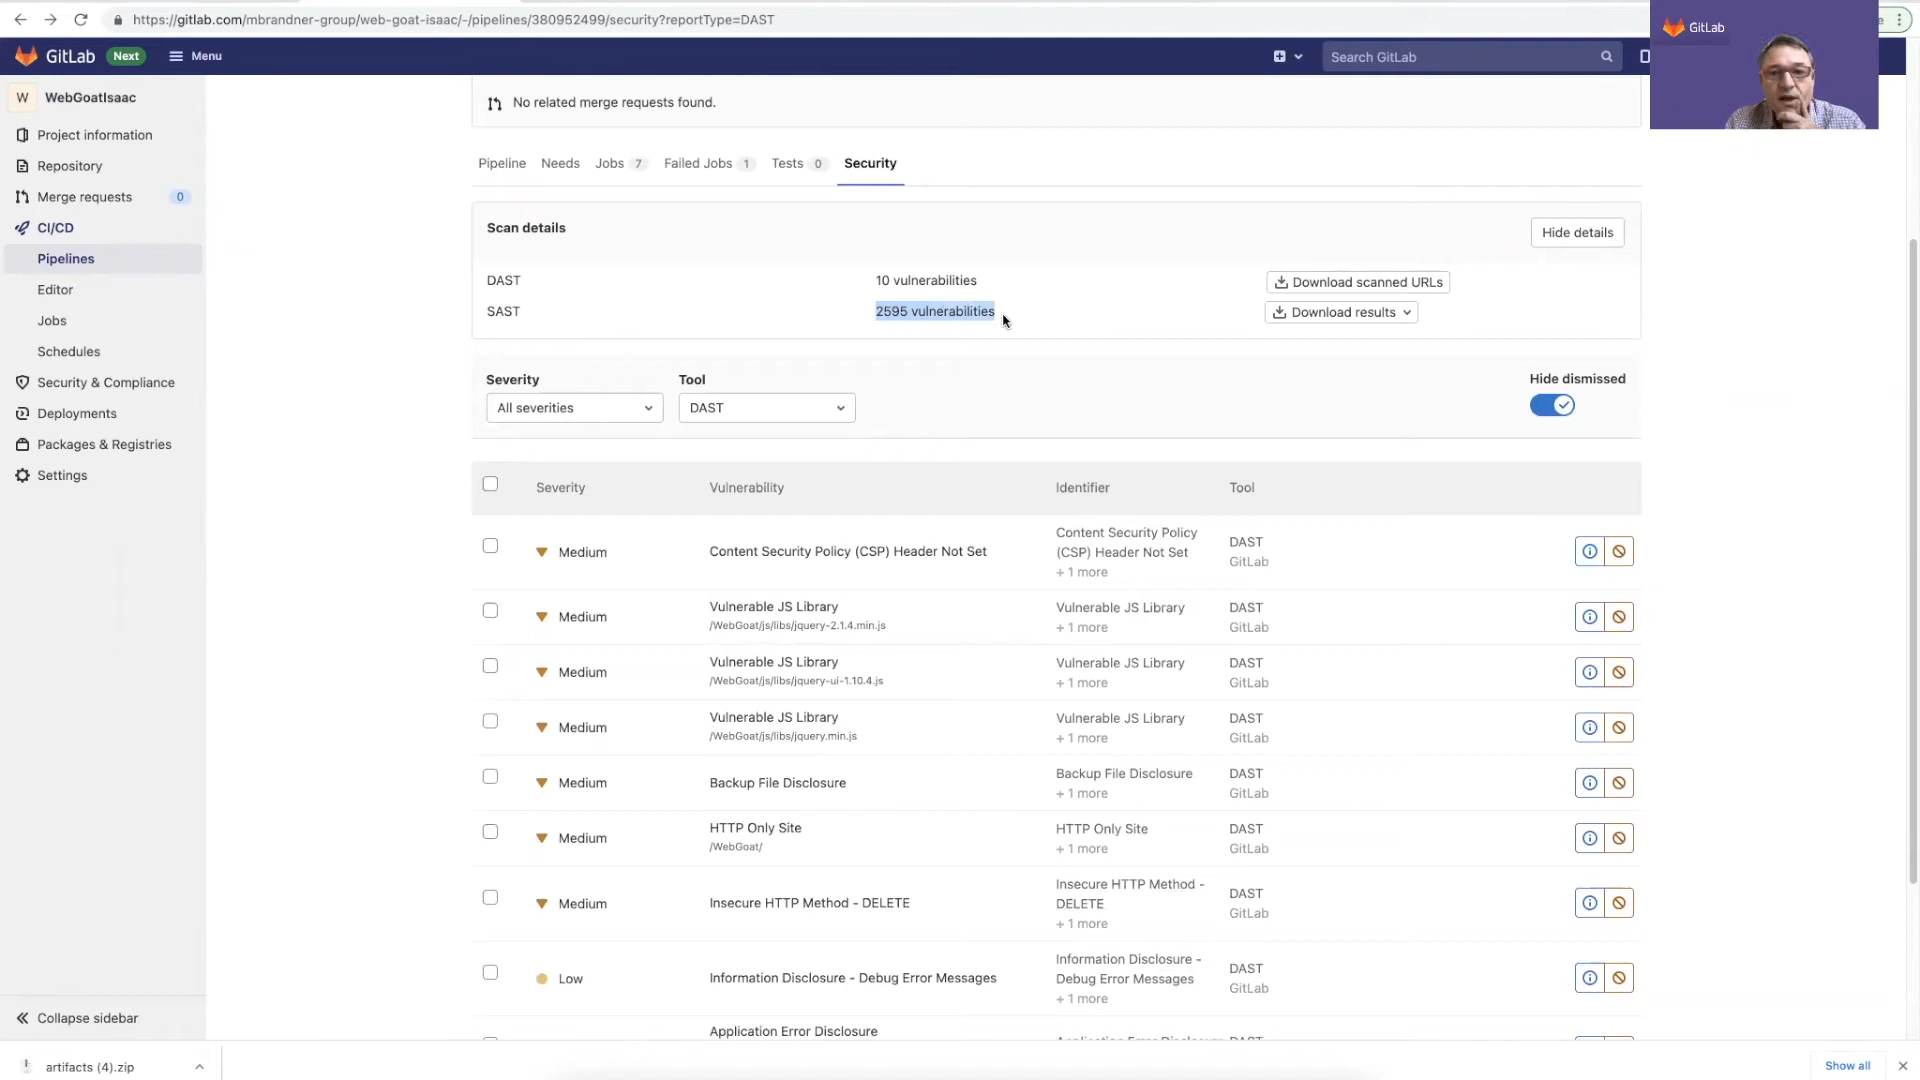 https://gitlab.com/mbrandner-group/web-goat-isaac/-/pipelines/380952499/security?reportType=DAST
GitLab
GitLab Next Menu Search GitLab
W WebGoatIsaac
Project information
Repository
Merge requests 0
CI/CD
Pipelines
Editor
Jobs
Schedules
Security & Compliance
Deployments
Packages & Registries
Settings
Collapse sidebar
No related merge requests found.
Pipeline Needs Jobs 7 Failed Jobs 1 Tests 0 Security
Scan details Hide details
DAST 10 vulnerabilities Download scanned URLs
SAST 2595 vulnerabilities Download results
Severity Tool Hide dismissed
All severities DAST
Severity Vulnerability Identifier Tool
Content Security Policy
(CSP) Header Not Set
+ 1 more
Medium Content Security Policy (CSP) Header Not Set
DAST
GitLab
Vulnerable JS Library Vulnerable JS Library DAST
Medium
/WebGoat/js/libs/jquery-2.1.4.min.js + 1 more GitLab
Vulnerable JS Library Vulnerable JS Library DAST
Medium
/WebGoat/js/libs/jquery-ui-1.10.4.js + 1 more GitLab
Vulnerable JS Library Vulnerable JS Library DAST
Medium
/WebGoat/js/libs/jquery.min.js + 1 more GitLab
Backup File Disclosure DAST
Medium Backup File Disclosure
+ 1 more GitLab
HTTP Only Site HTTP Only Site DAST
Medium
/WebGoat/ + 1 more GitLab
Insecure HTTP Method -
DELETE
+ 1 more
Medium Insecure HTTP Method - DELETE
DAST
GitLab
Information Disclosure -
Debug Error Messages
+ 1 more
Low Information Disclosure - Debug Error Messages
DAST
GitLab
Application Error Disclosure
artifacts (4).zip Show all